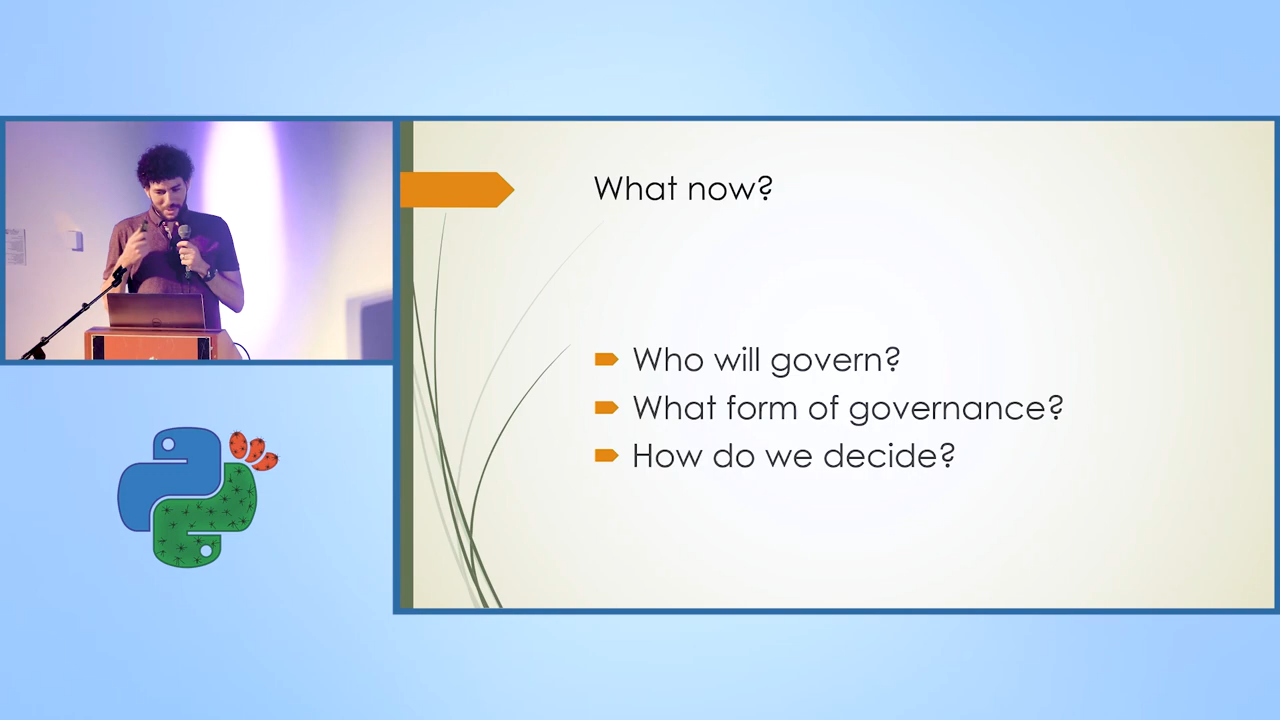 What now?
Who will govern?
What form of governance?
How do we decide?